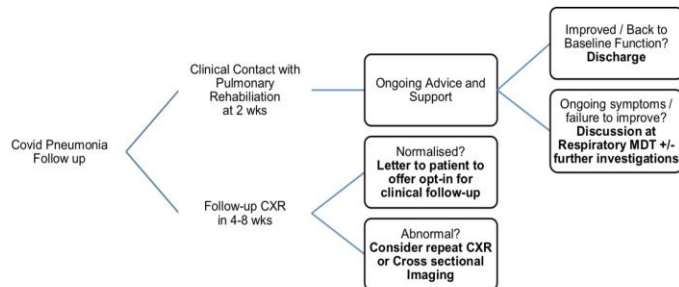 Covid Pneumonia
Follow up
Clinical Contact with
Pulmonary
Rehabiliation
at 2 wks
Ongoing Advice and
Support
Improved / Back to
Baseline Function?
Discharge
Ongoing symptoms /
failure to improve?
Discussion at
Respiratory MDT +/-
further investigations
Follow-up CXR
in 4-8 wks
Normalised?
Letter to patient to
offer opt-in for
clinical follow-up
Abnormal?
Consider repeat CXR
or Cross sectional
Imaging